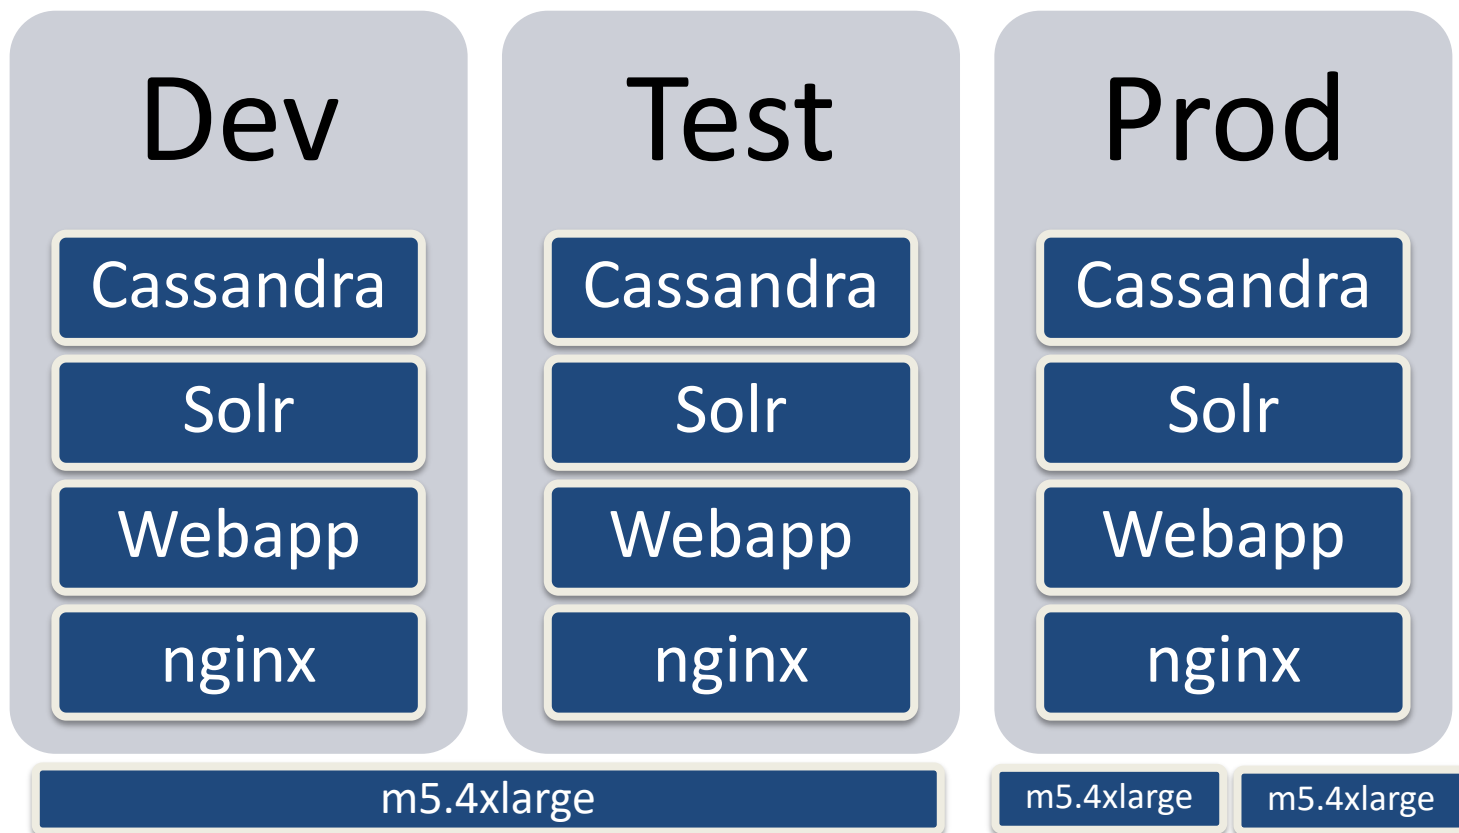 Dev
Cassandra
Solr
Webapp
nginx
Test
Cassandra
Solr
Webapp
nginx
Prod
Cassandra
Solr
Webapp
nginx
m5.4xlarge
m5.4xlarge
m5.4xlarge